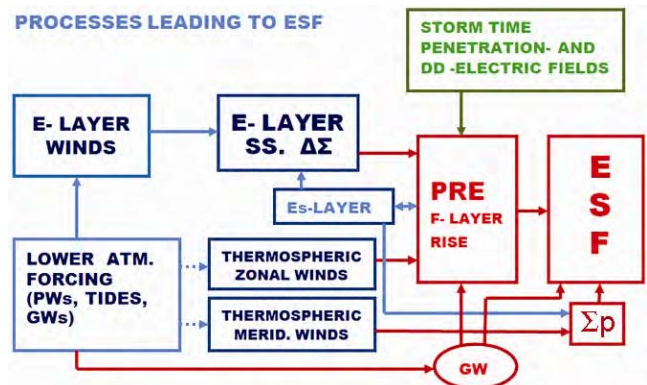 PROCESSES LEADING TO ESF
STORM TIME
PENETRATION- AND
DD -ELECTRIC FIELDS
E- LAYER
WINDS
E- LAYER
SS. ΔΣ
PRE
F- LAYER
RISE
E
S
F
Es-LAYER
LOWER ATM.
FORCING
(PWs, TIDES,
GWs)
THERMOSPHERIC
ZONAL WINDS
THERMOSPHERIC
MERID. WINDS
Σp
GW